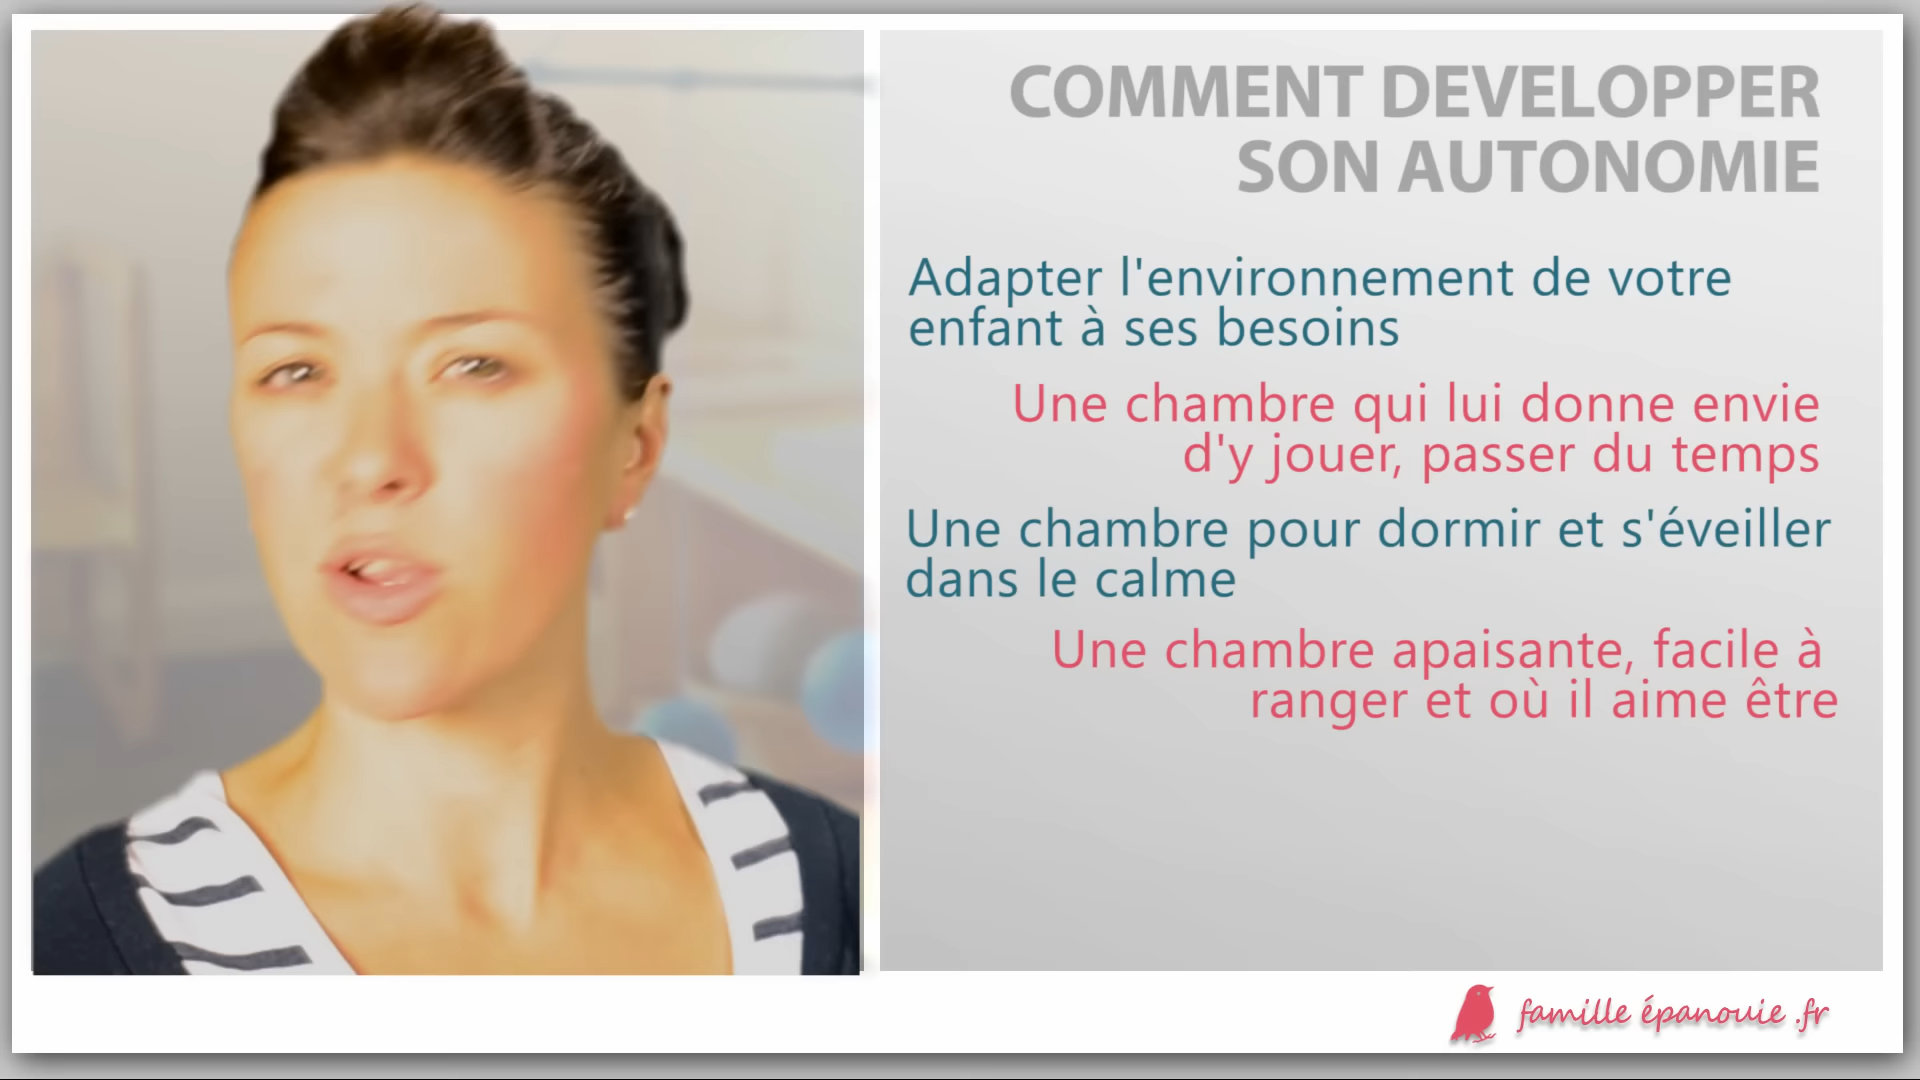 COMMENT DEVELOPPER
SON AUTONOMIE
Adapter l'environnement de votre
enfant à ses besoins
Une chambre qui lui donne envie
d'y jouer, passer du temps
Une chambre pour dormir et s'éveiller
dans le calme
Une chambre apaisante, facile à
ranger et où il aime être
famille épanouie .fr